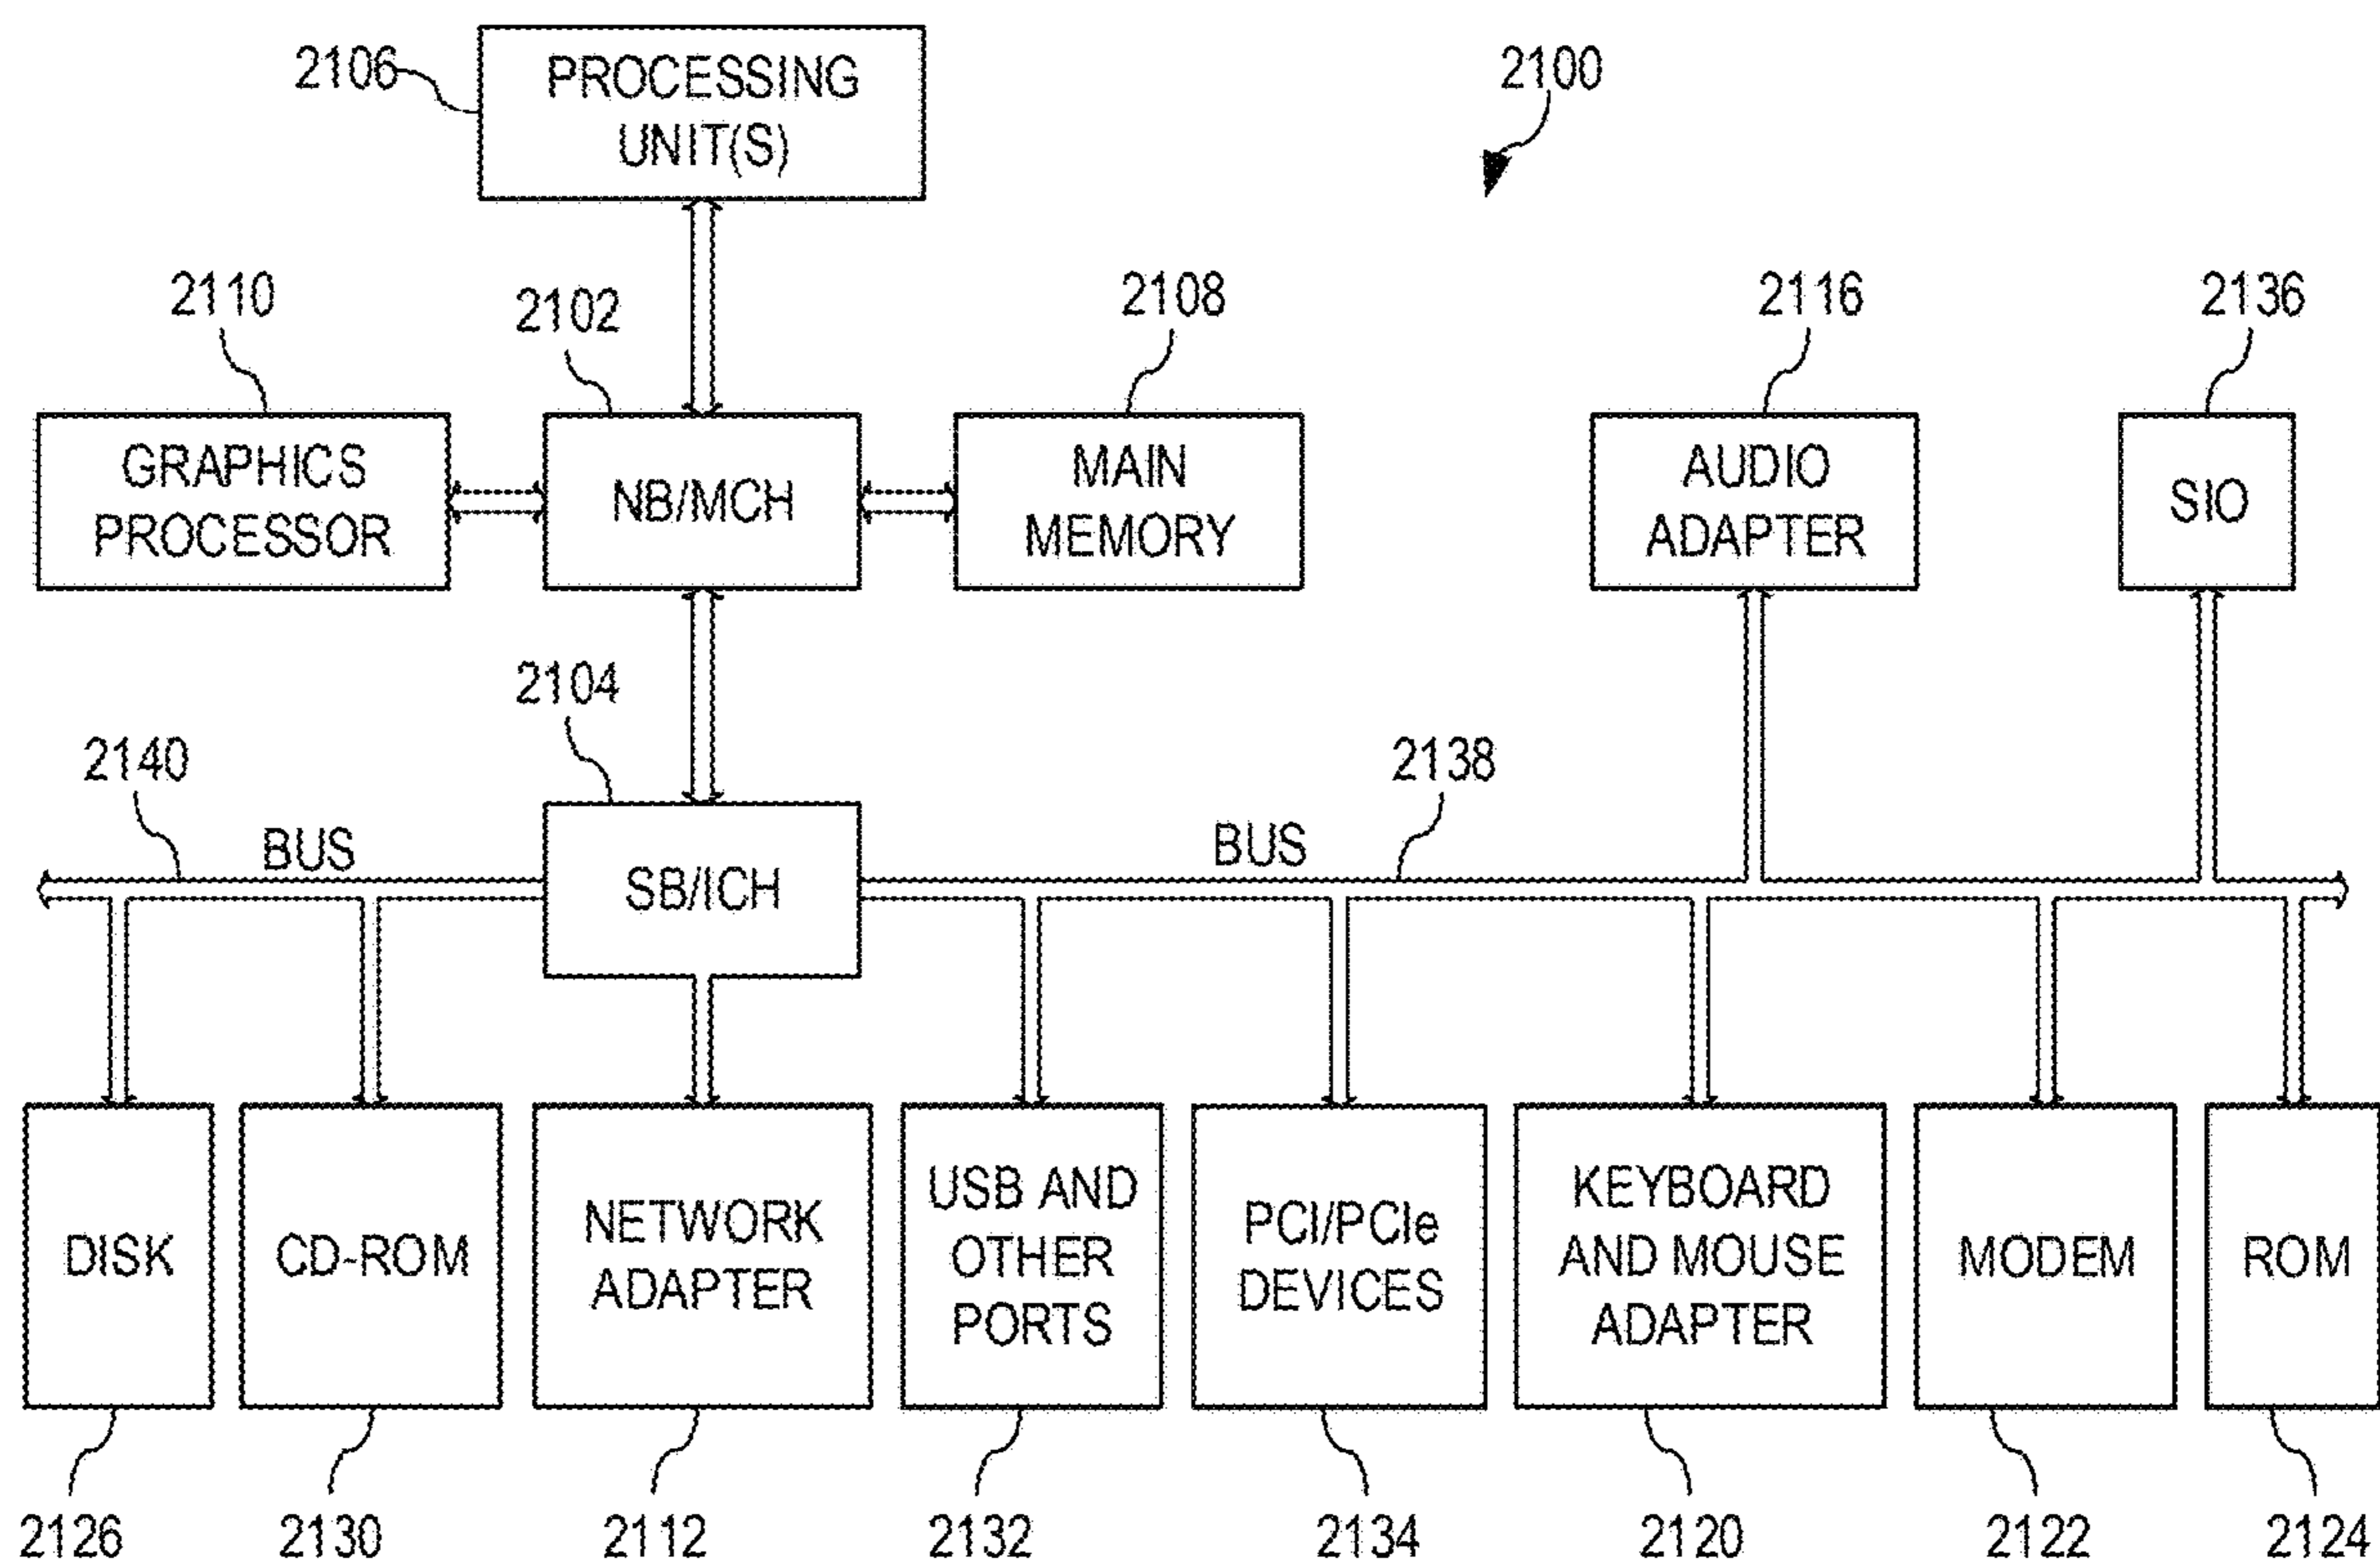 2106
PROCESSING
UNIT(S)
2100
2110
2102
2108
2116
2136
GRAPHICS
PROCESSOR
NB/MCH
MAIN
MEMORY
AUDIO
ADAPTER
SIO
2104
2140
2138
BUS
BUS
SB/ICH
DISK
CD-ROM
NETWORK
ADAPTER
USB AND
OTHER
PORTS
PCI/PCIe
DEVICES
KEYBOARD
AND MOUSE
ADAPTER
MODEM
ROM
2126
2130
2112
2132
2134
2120
2122
2124